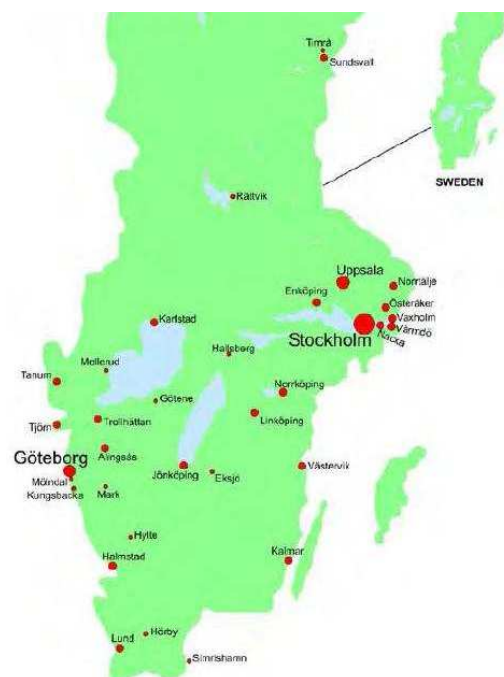 Timrå
Sundsvall
SWEDEN
Rättvik
Uppsala
Norrtälje
Enköping
Österåker
Vaxholm
Karlstad
Stockholm
Värmdö
Nacka
Hallsberg
Mellerud
Tanum
Norrköping
Götene
Linköping
Tjörn
Trollhättan
Alingsås
Göteborg
Jönköping
Eksjö
Västervik
Mölndal
Kungsbacka
Mark
Hylte
Halmstad
Kalmar
Hörby
Lund
Simrishamn